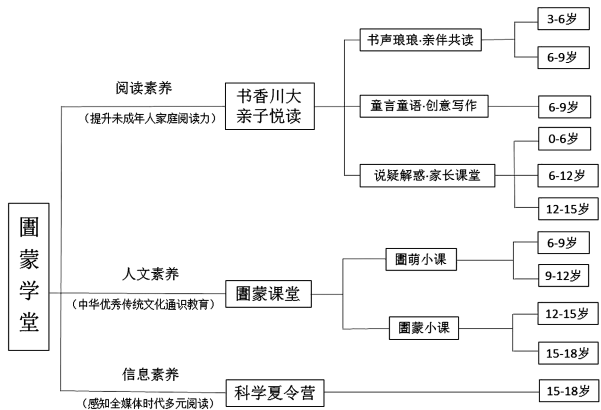 圕蒙学堂
阅读素养
(提升未成年人家庭阅读力)
书香川大
亲子悦读
书声琅琅·亲伴共读
3-6岁
6-9岁
童言童语·创意写作
6-9岁
说疑解惑·家长课堂
0-6岁
6-12岁
12-15岁
人文素养
(中华优秀传统文化通识教育)
圕蒙课堂
圕萌小课
6-9岁
9-12岁
圕蒙小课
12-15岁
15-18岁
信息素养
(感知全媒体时代多元阅读)
科学夏令营
15-18岁